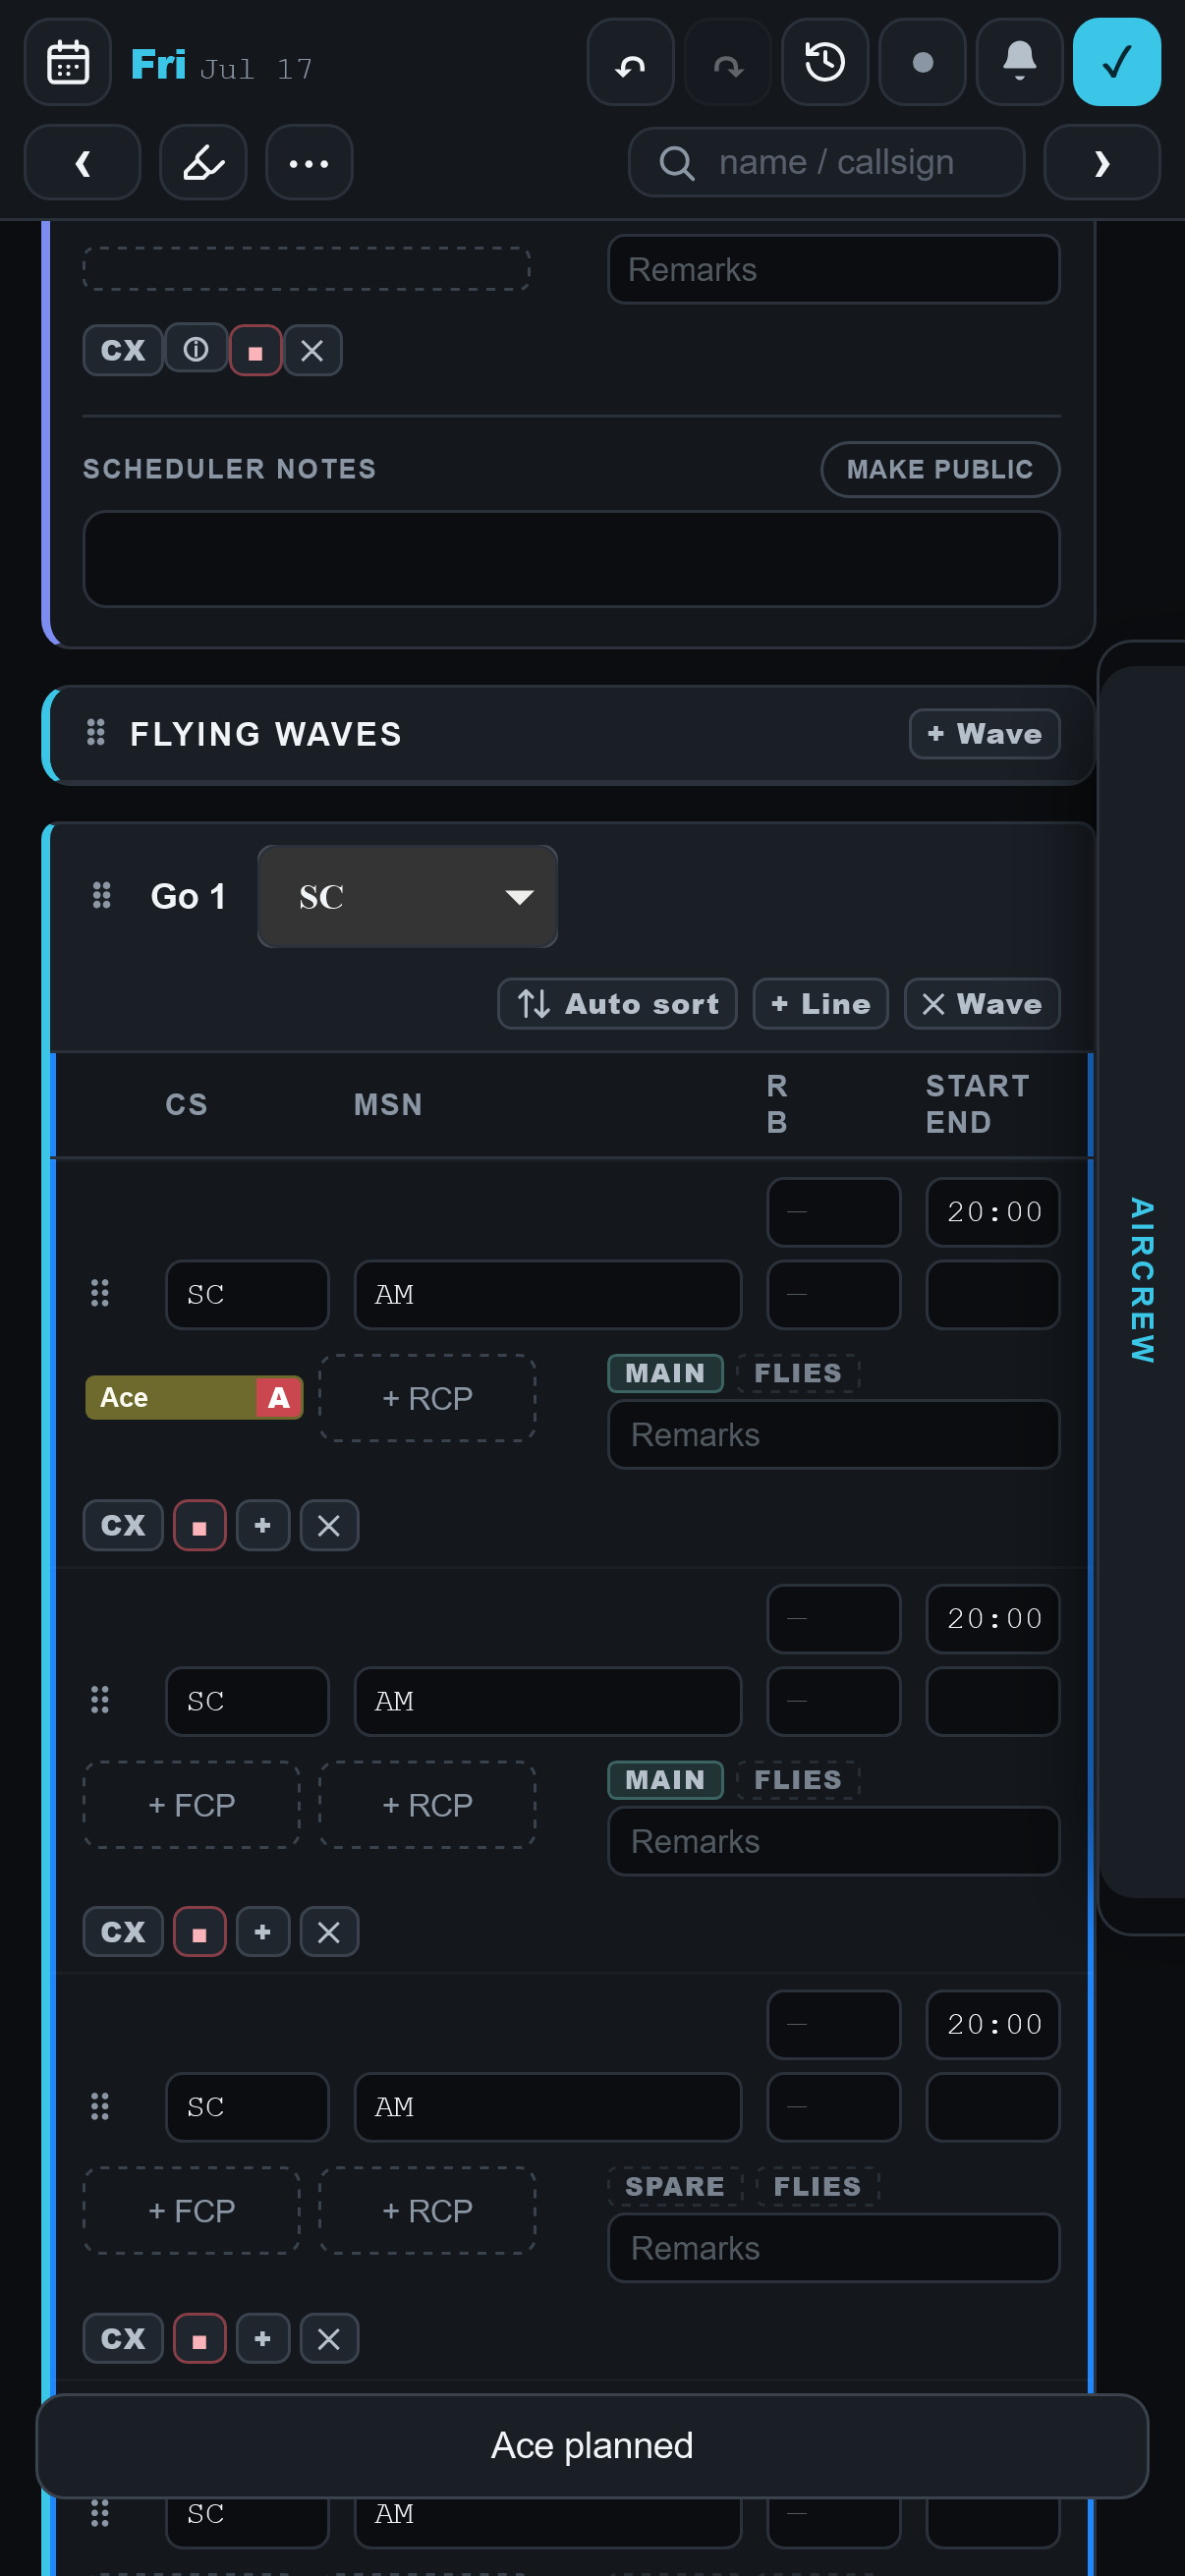 Fri Jul 17
name / callsign
Remarks
CX
SCHEDULER NOTES
MAKE PUBLIC
FLYING WAVES
+ Wave
Go 1
SC
Auto sort
+ Line
× Wave
CS
MSN
R
B
START
END
— 20:00
SC AM —
Ace A
+ RCP
MAIN FLIES
Remarks
CX + ×
— 20:00
SC AM —
+ FCP
+ RCP
MAIN FLIES
Remarks
CX + ×
— 20:00
SC AM —
+ FCP
+ RCP
SPARE FLIES
Remarks
CX + ×
Ace planned
SC AM —
AIRCREW